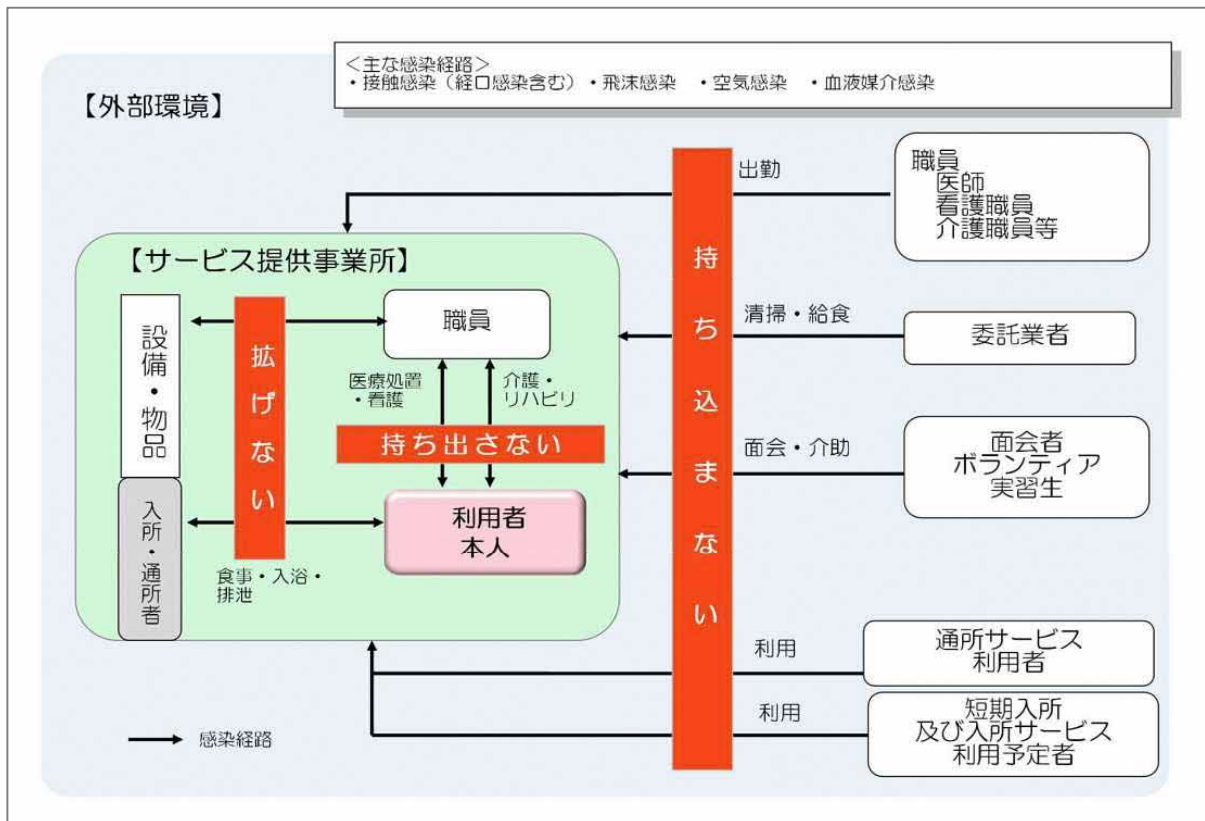 <主な感染経路>
・接触感染（経口感染含む）・飛沫感染　・空気感染　・血液媒介感染
【外部環境】
出勤
職員
医師
看護職員
介護職員等
持ち込まない
【サービス提供事業所】
設備・物品
拡げない
職員
清掃・給食
委託業者
医療処置
・看護
介護・
リハビリ
持ち出さない
面会・介助
面会者
ボランティア
実習生
入所・通所者
利用者
本人
食事・入浴・
排泄
利用
通所サービス
利用者
利用
短期入所
及び入所サービス
利用予定者
感染経路